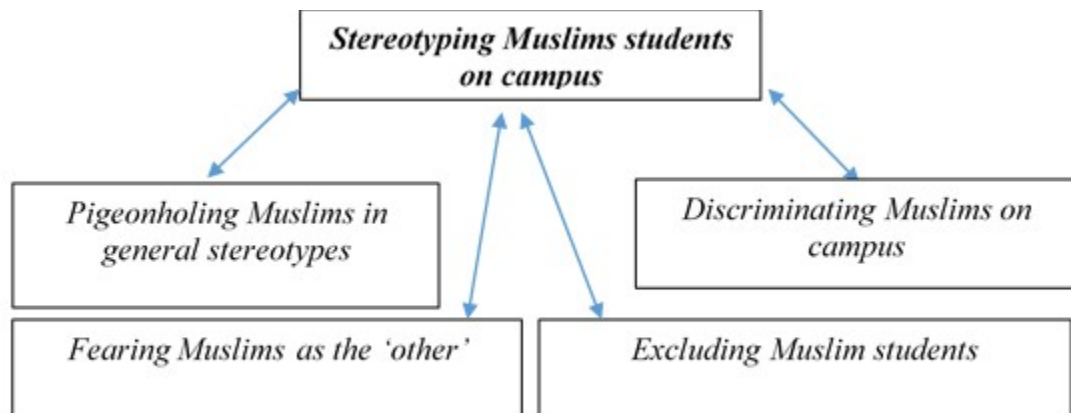 Stereotyping Muslims students
on campus
Pigeonholing Muslims in
general stereotypes
Discriminating Muslims on
campus
Fearing Muslims as the ‘other’
Excluding Muslim students